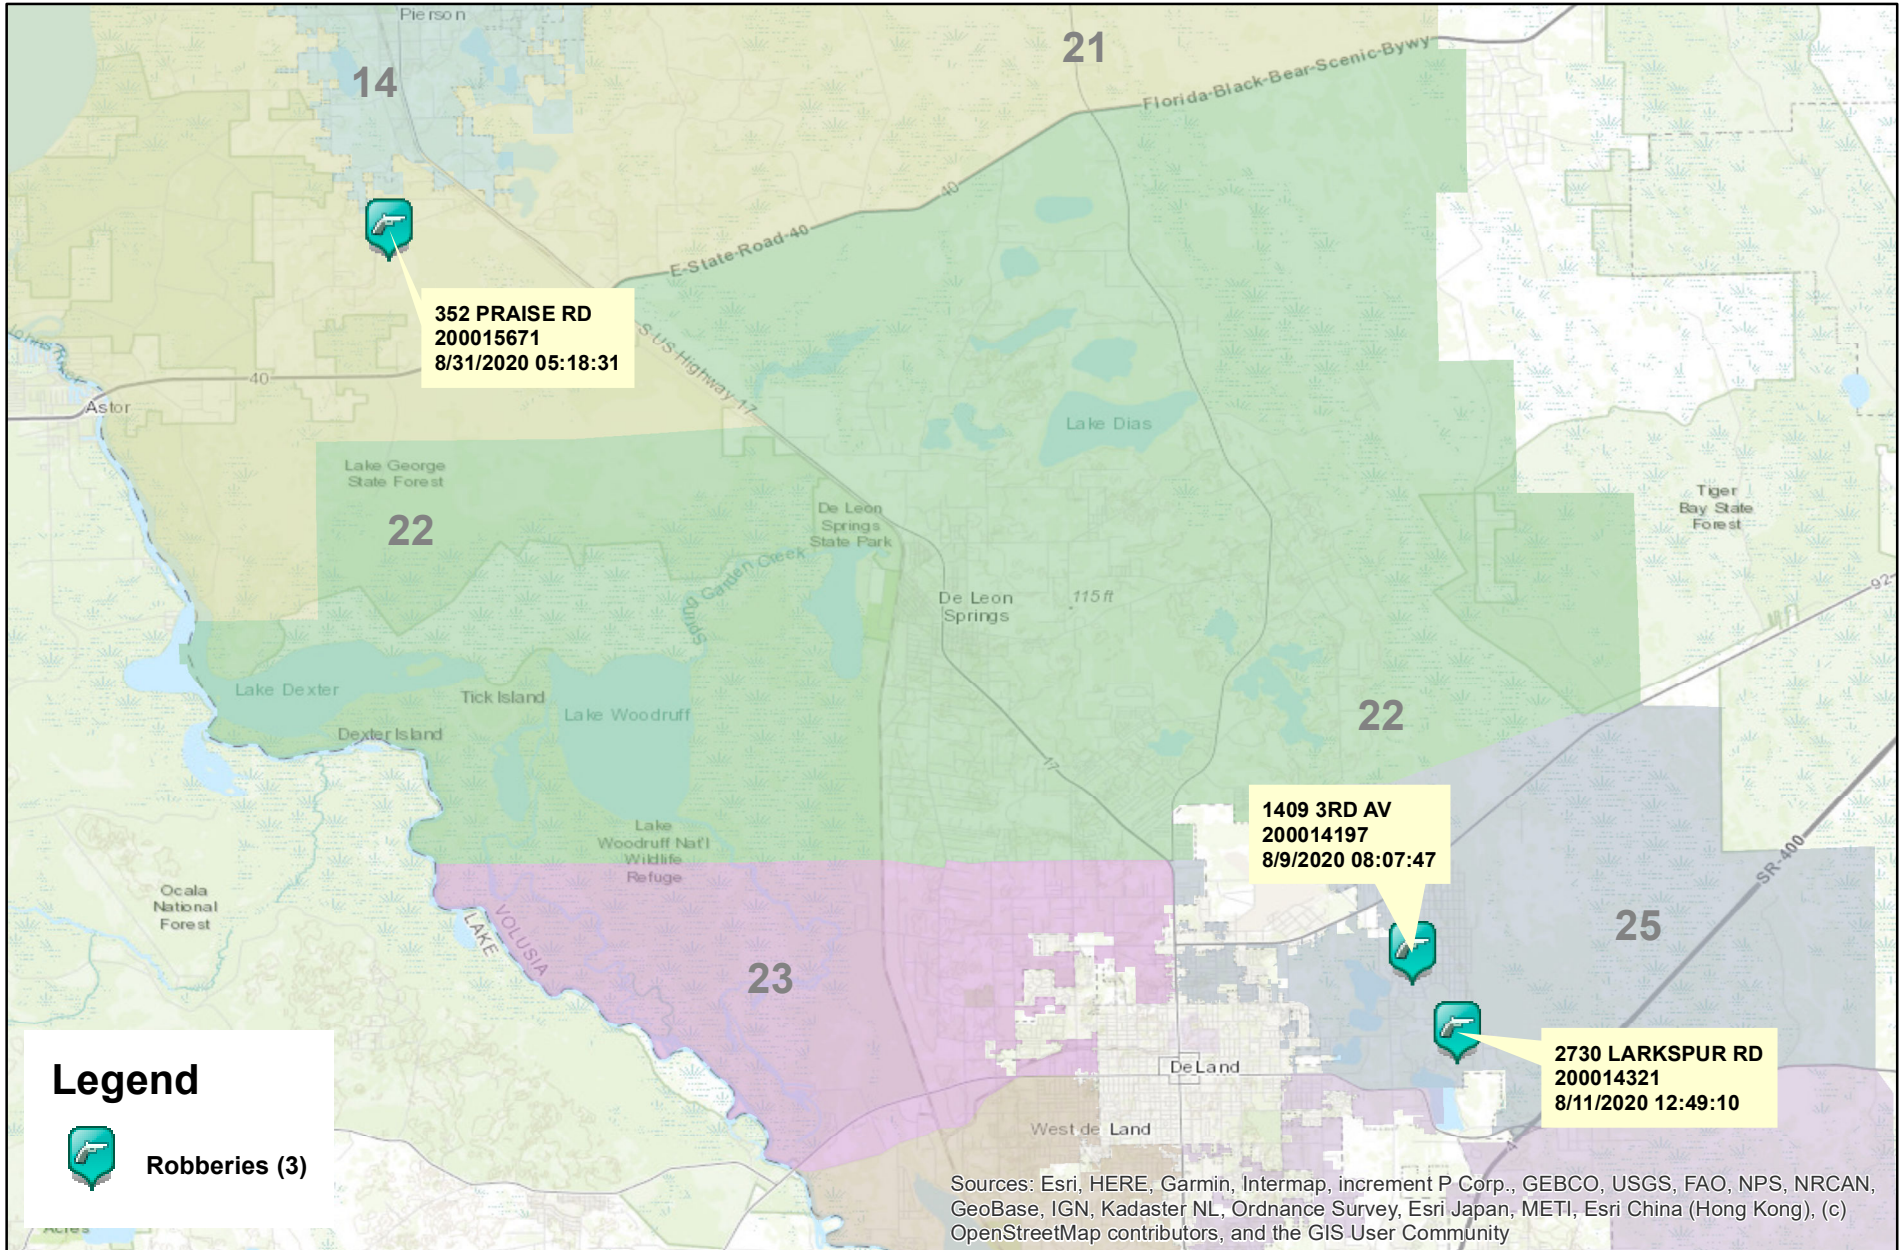 Pierson
21
14
Florida-Black-Bear-Scenic-Bywy
40
E-State-Road-40
352 PRAISE RD
200015671
8/31/2020 05:18:31
S-US Highway-17
40
Astor
Lake Dias
Lake George
State Forest
22
De Leon
Springs
State Park
Tiger
Bay State
Forest
Spring Garden Creek
92
De Leon
Springs
115 ft
Lake Dexter
Tick Island
Lake Woodruff
22
Dexter Island
17
1409 3RD AV
200014197
8/9/2020 08:07:47
Lake
Woodruff Nat'l
Wildlife
Refuge
SR-400
Ocala
National
Forest
LAKE
VOLUSIA
25
23
2730 LARKSPUR RD
200014321
8/11/2020 12:49:10
DeLand
West de Land
Legend
Robberies (3)
Acres
Sources: Esri, HERE, Garmin, Intermap, increment P Corp., GEBCO, USGS, FAO, NPS, NRCAN,
GeoBase, IGN, Kadaster NL, Ordnance Survey, Esri Japan, METI, Esri China (Hong Kong), (c)
OpenStreetMap contributors, and the GIS User Community